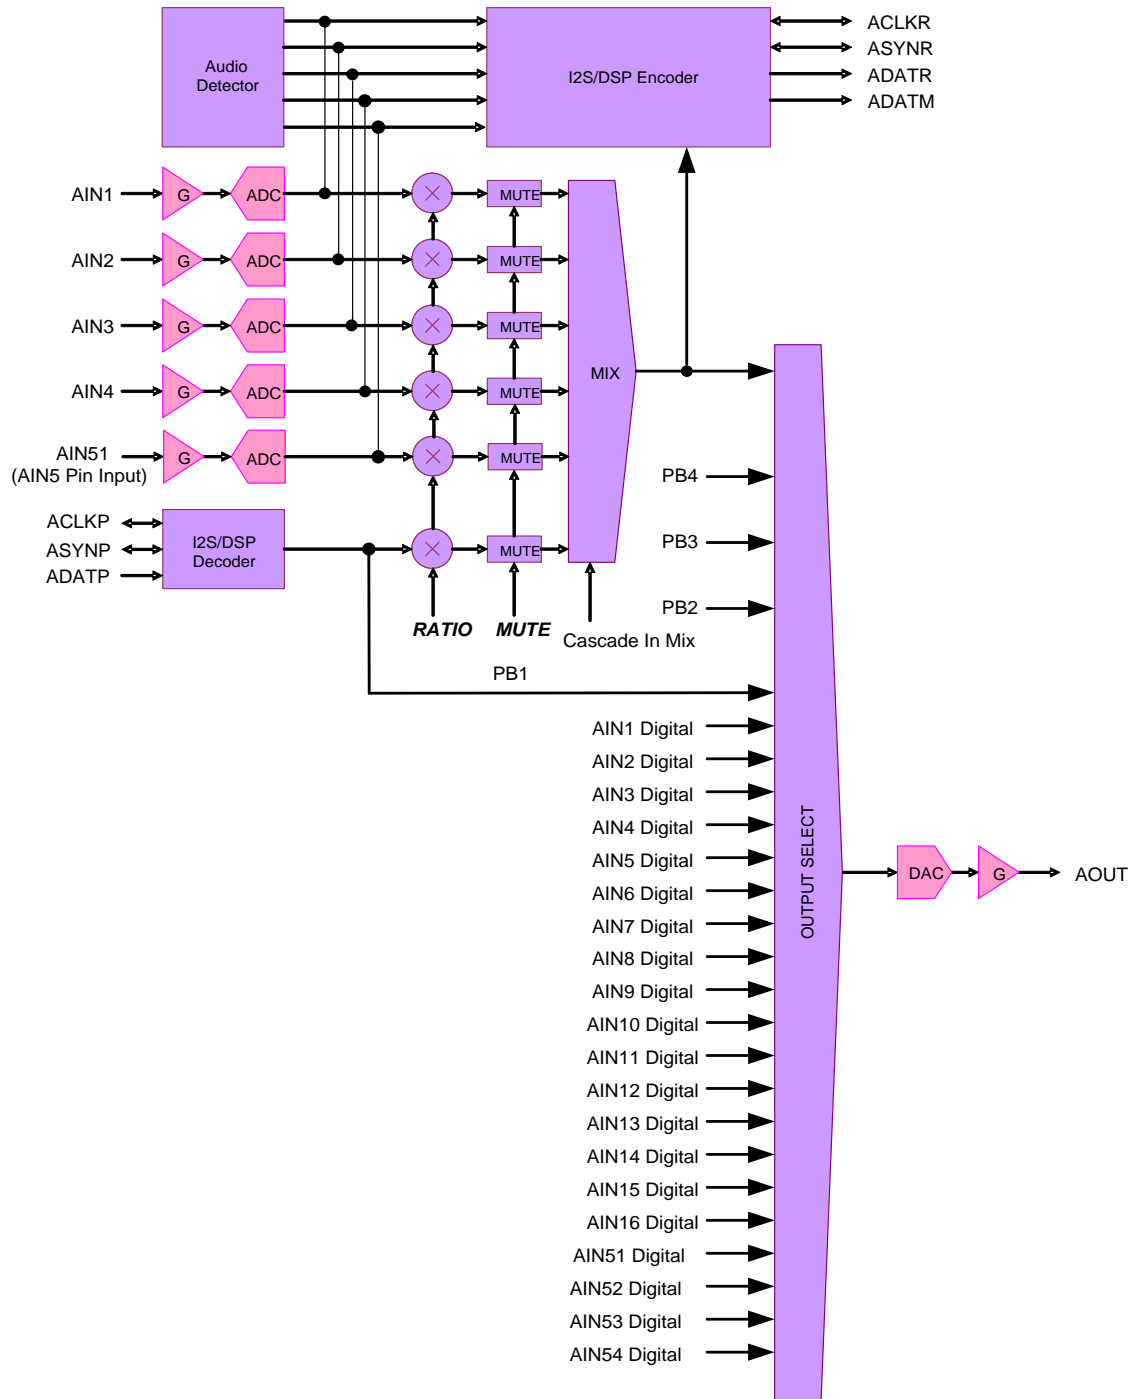 Audio
Detector
I2S/DSP Encoder
ACLKR
ASYNR
ADATR
ADATM
AIN1
G
ADC
MUTE
AIN2
G
ADC
MUTE
AIN3
G
ADC
MUTE
AIN4
G
ADC
MUTE
AIN51
(AIN5 Pin Input)
G
ADC
MUTE
MIX
ACLKP
ASYNP
ADATP
I2S/DSP
Decoder
MUTE
RATIO
MUTE
Cascade In Mix
PB4
PB3
PB2
PB1
AIN1 Digital
AIN2 Digital
AIN3 Digital
AIN4 Digital
AIN5 Digital
AIN6 Digital
AIN7 Digital
AIN8 Digital
AIN9 Digital
AIN10 Digital
AIN11 Digital
AIN12 Digital
AIN13 Digital
AIN14 Digital
AIN15 Digital
AIN16 Digital
AIN51 Digital
AIN52 Digital
AIN53 Digital
AIN54 Digital
OUTPUT SELECT
DAC
G
AOUT